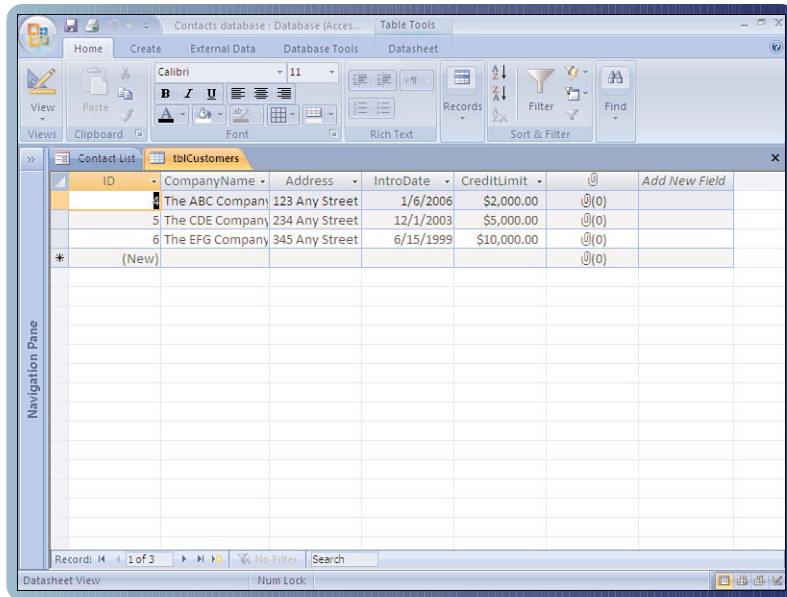 Contacts database : Database (Acces...
Table Tools
Home Create External Data Database Tools Datasheet
Calibri 11
B I U
View
Paste
Records
Filter
Find
Views Clipboard Font Rich Text Sort & Filter
Contact List tblCustomers
ID CompanyName Address IntroDate CreditLimit Add New Field
4 The ABC Company 123 Any Street 1/6/2006 $2,000.00 (0)
5 The CDE Company 234 Any Street 12/1/2003 $5,000.00 (0)
6 The EFG Company 345 Any Street 6/15/1999 $10,000.00 (0)
* (New) (0)
Navigation Pane
Record: 1 of 3 No Filter Search
Datasheet View Num Lock